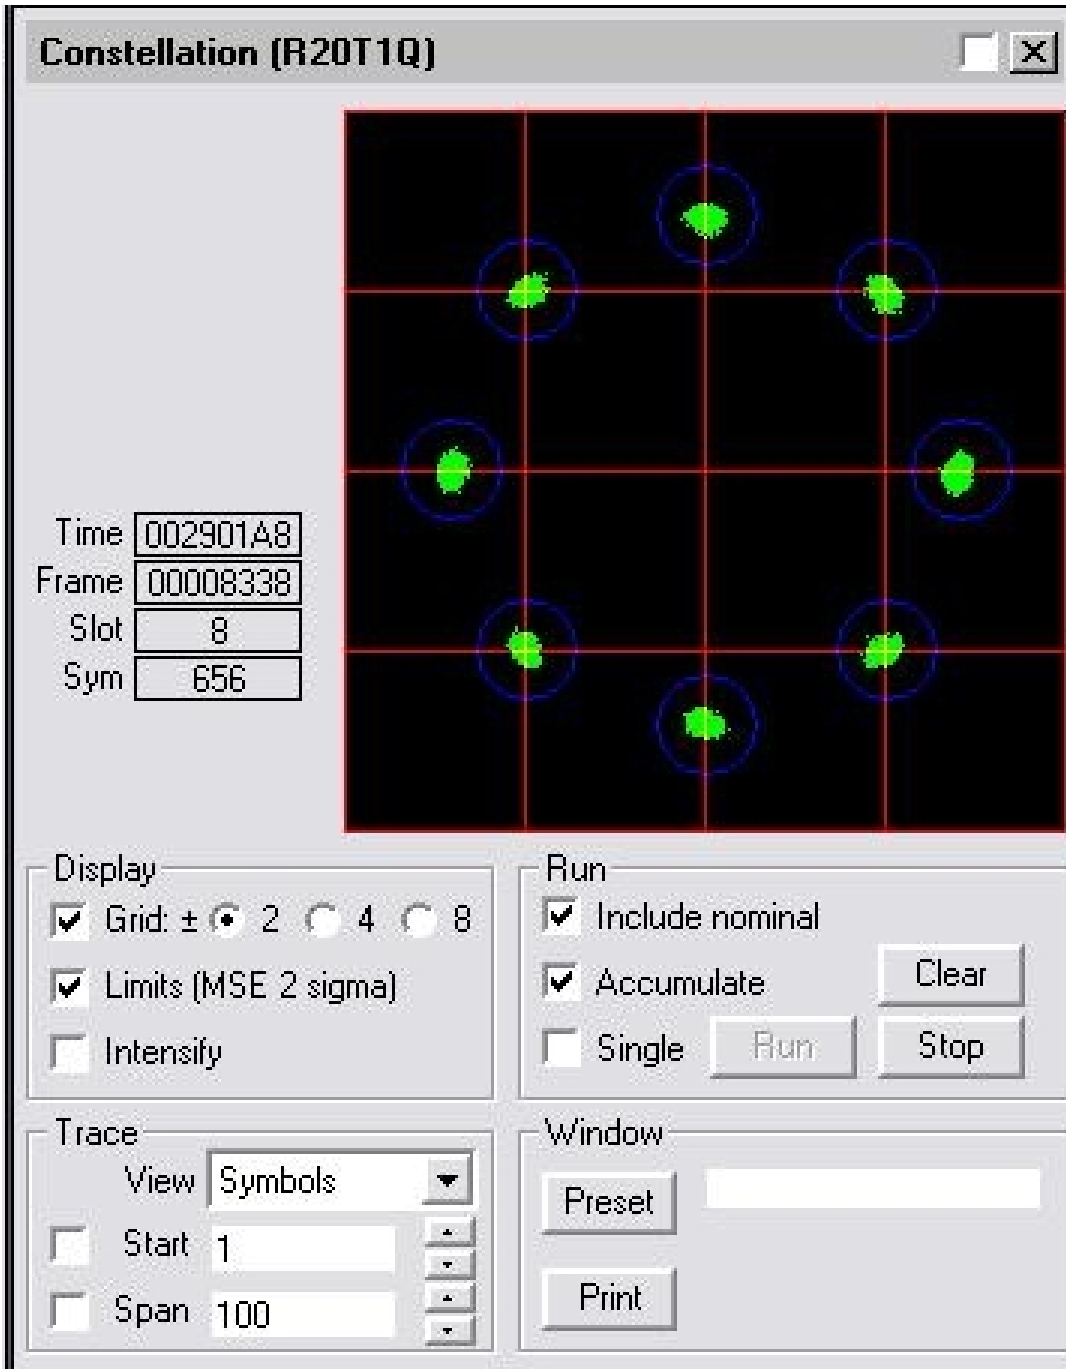 Constellation (R20T1Q)
Time 002901A8
Frame 00008338
Slot 8
Sym 656
Display
Grid: ± 2 4 8
Limits (MSE 2 sigma)
Intensify
Run
Include nominal
Accumulate Clear
Single Run Stop
Trace
View Symbols
Start 1
Span 100
Window
Preset
Print